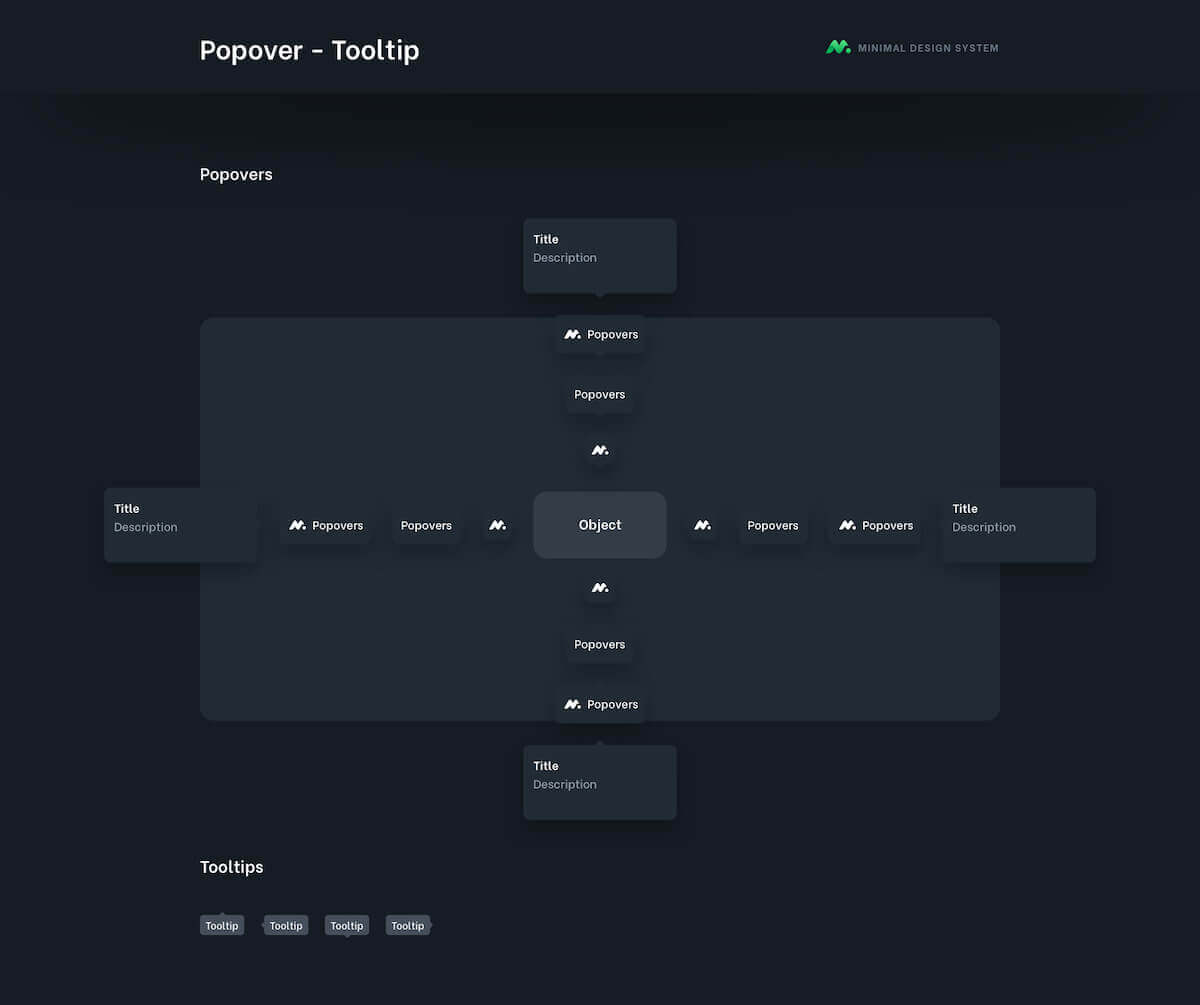 Popover – Tooltip
MINIMAL DESIGN SYSTEM
Popovers
Title
Description
Popovers
Popovers
Title
Description
Popovers
Popovers
Object
Popovers
Popovers
Title
Description
Popovers
Popovers
Title
Description
Tooltips
Tooltip
Tooltip
Tooltip
Tooltip